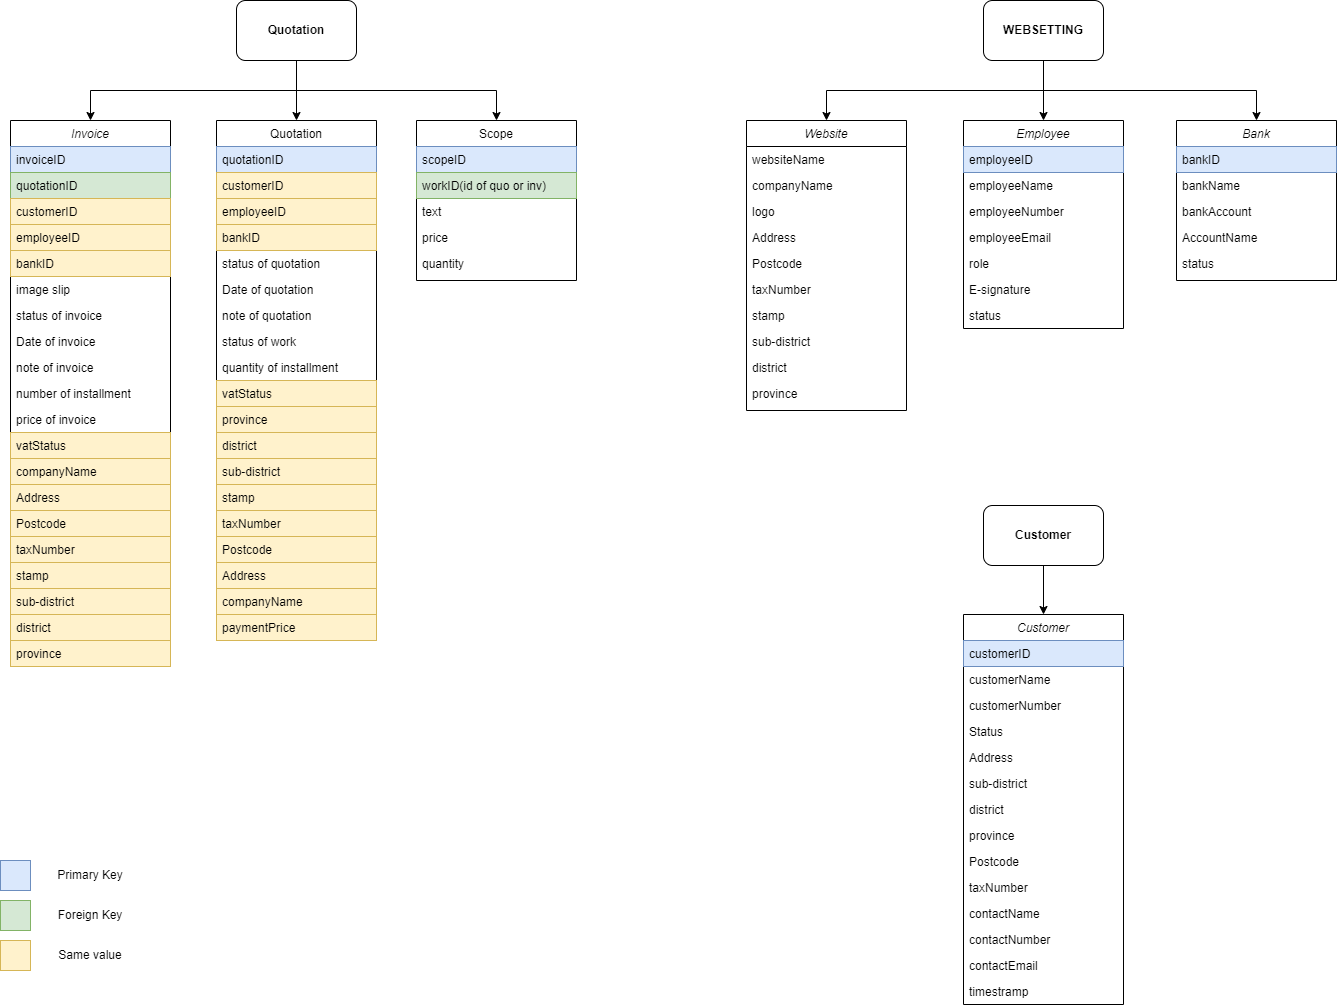 Quotation
Invoice
invoiceID
quotationID
customerID
employeeID
bankID
image slip
status of invoice
Date of invoice
note of invoice
number of installment
price of invoice
vatStatus
companyName
Address
Postcode
taxNumber
stamp
sub-district
district
province
Quotation
quotationID
customerID
employeeID
bankID
status of quotation
Date of quotation
note of quotation
status of work
quantity of installment
vatStatus
province
district
sub-district
stamp
taxNumber
Postcode
Address
companyName
paymentPrice
Scope
scopeID
workID(id of quo or inv)
text
price
quantity
WEBSETTING
Website
websiteName
companyName
logo
Address
Postcode
taxNumber
stamp
sub-district
district
province
Employee
employeeID
employeeName
employeeNumber
employeeEmail
role
E-signature
status
Bank
bankID
bankName
bankAccount
AccountName
status
Customer
Customer
customerID
customerName
customerNumber
Status
Address
sub-district
district
province
Postcode
taxNumber
contactName
contactNumber
contactEmail
timestramp
Primary Key
Foreign Key
Same value